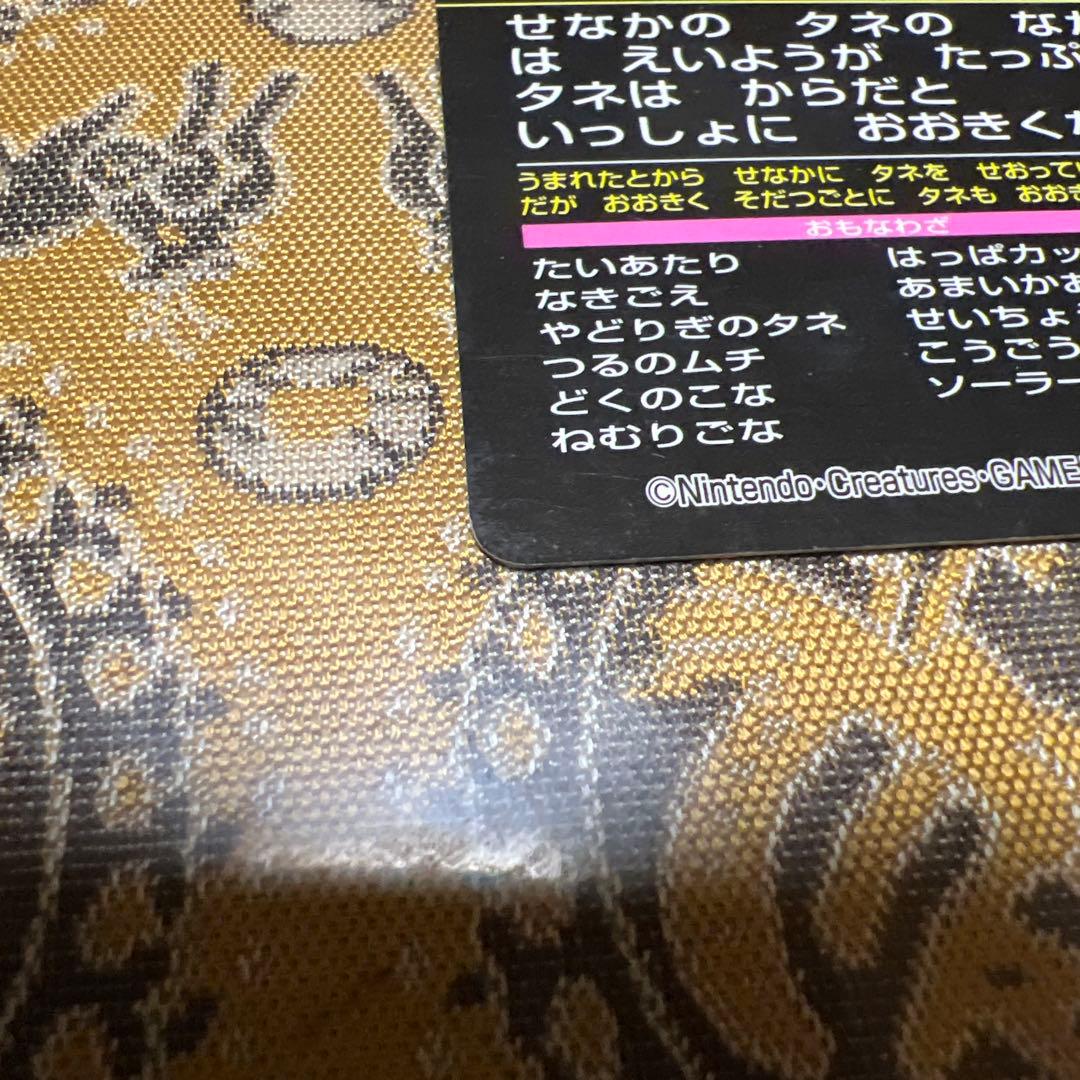 せなかの タネの な
は えいようが たっぷ
タネは からだと
いっしょに おおきく
うまれたとから せなかに タネを せおって
だが おおきく そだつごとに タネも おお
おもなわざ
たいあたり はっぱカッ
なきごえ あまいか
やどりぎのタネ せいちょ
つるのムチ こうごう
どくのこな ソーラー
ねむりごな
©Nintendo・Creatures・GAME